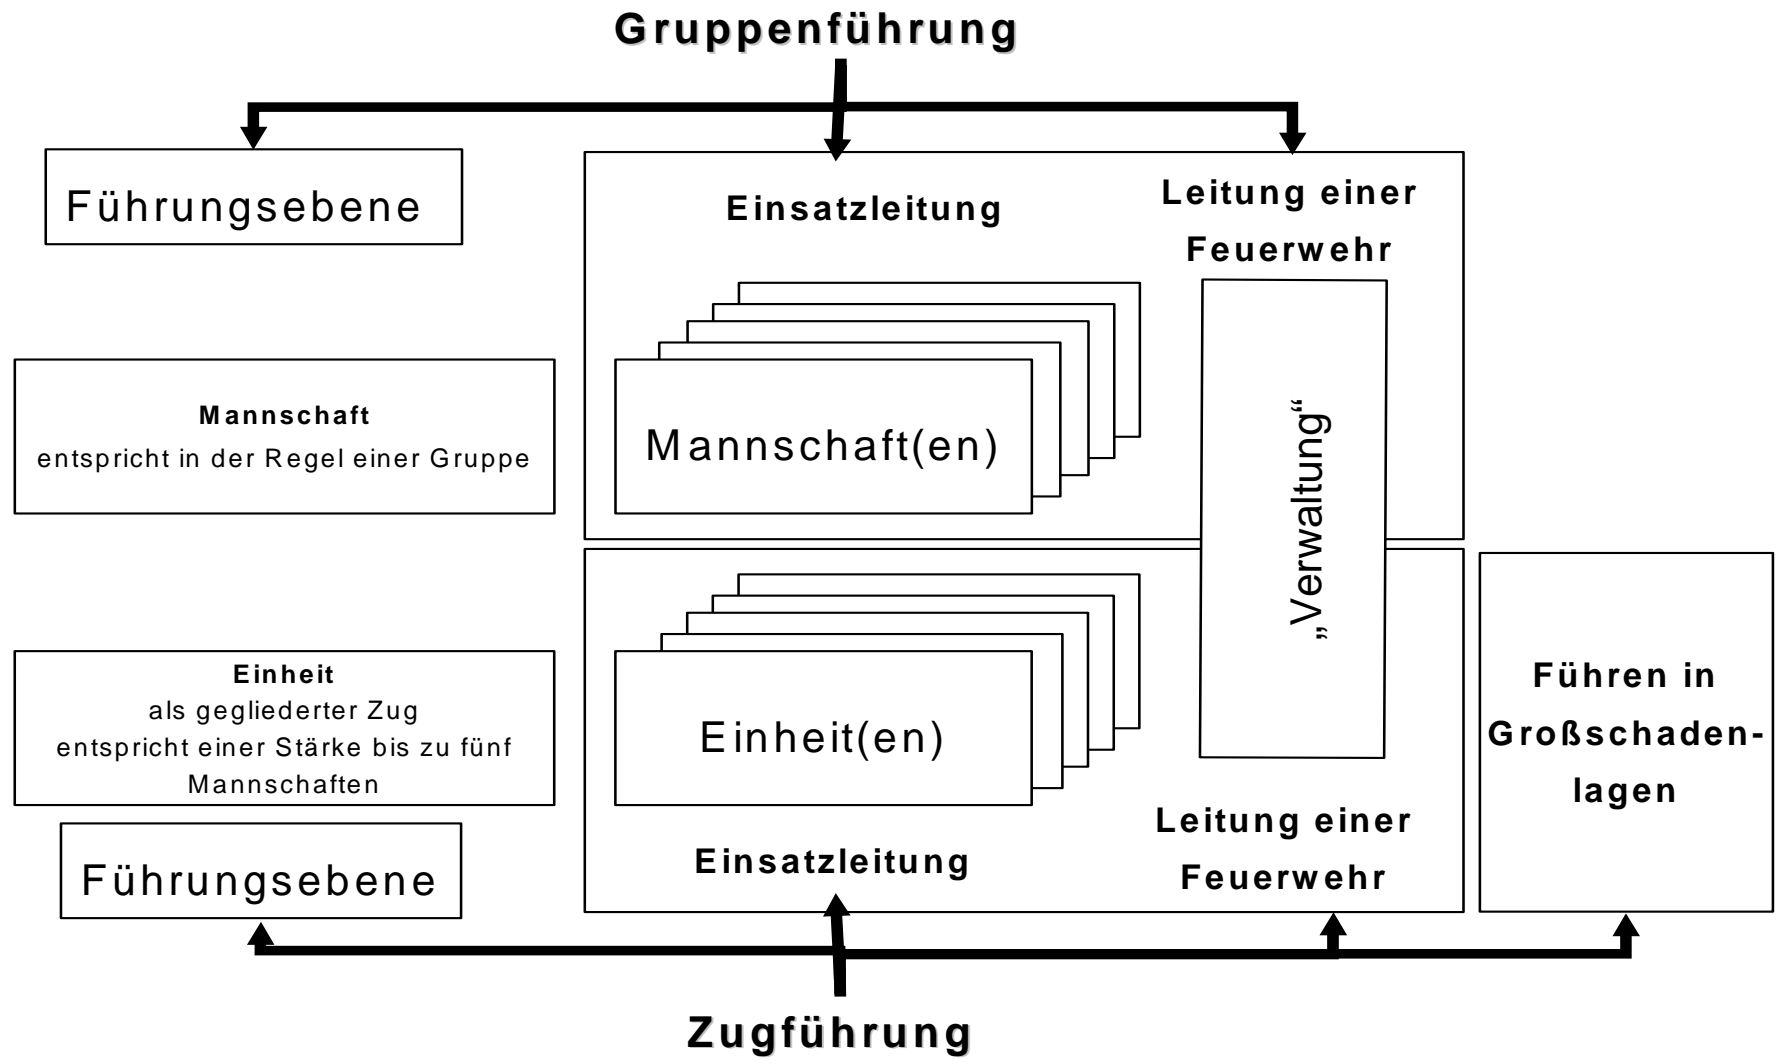 Gruppenführung
Führungsebene
Einsatzleitung
Leitung einer
Feuerwehr
Mannschaft
entspricht in der Regel einer Gruppe
Mannschaft(en)
„Verwaltung“
Einheit
als gegliederter Zug
entspricht einer Stärke bis zu fünf
Mannschaften
Einheit(en)
Führen in
Großschaden-
lagen
Führungsebene
Einsatzleitung
Leitung einer
Feuerwehr
Zugführung